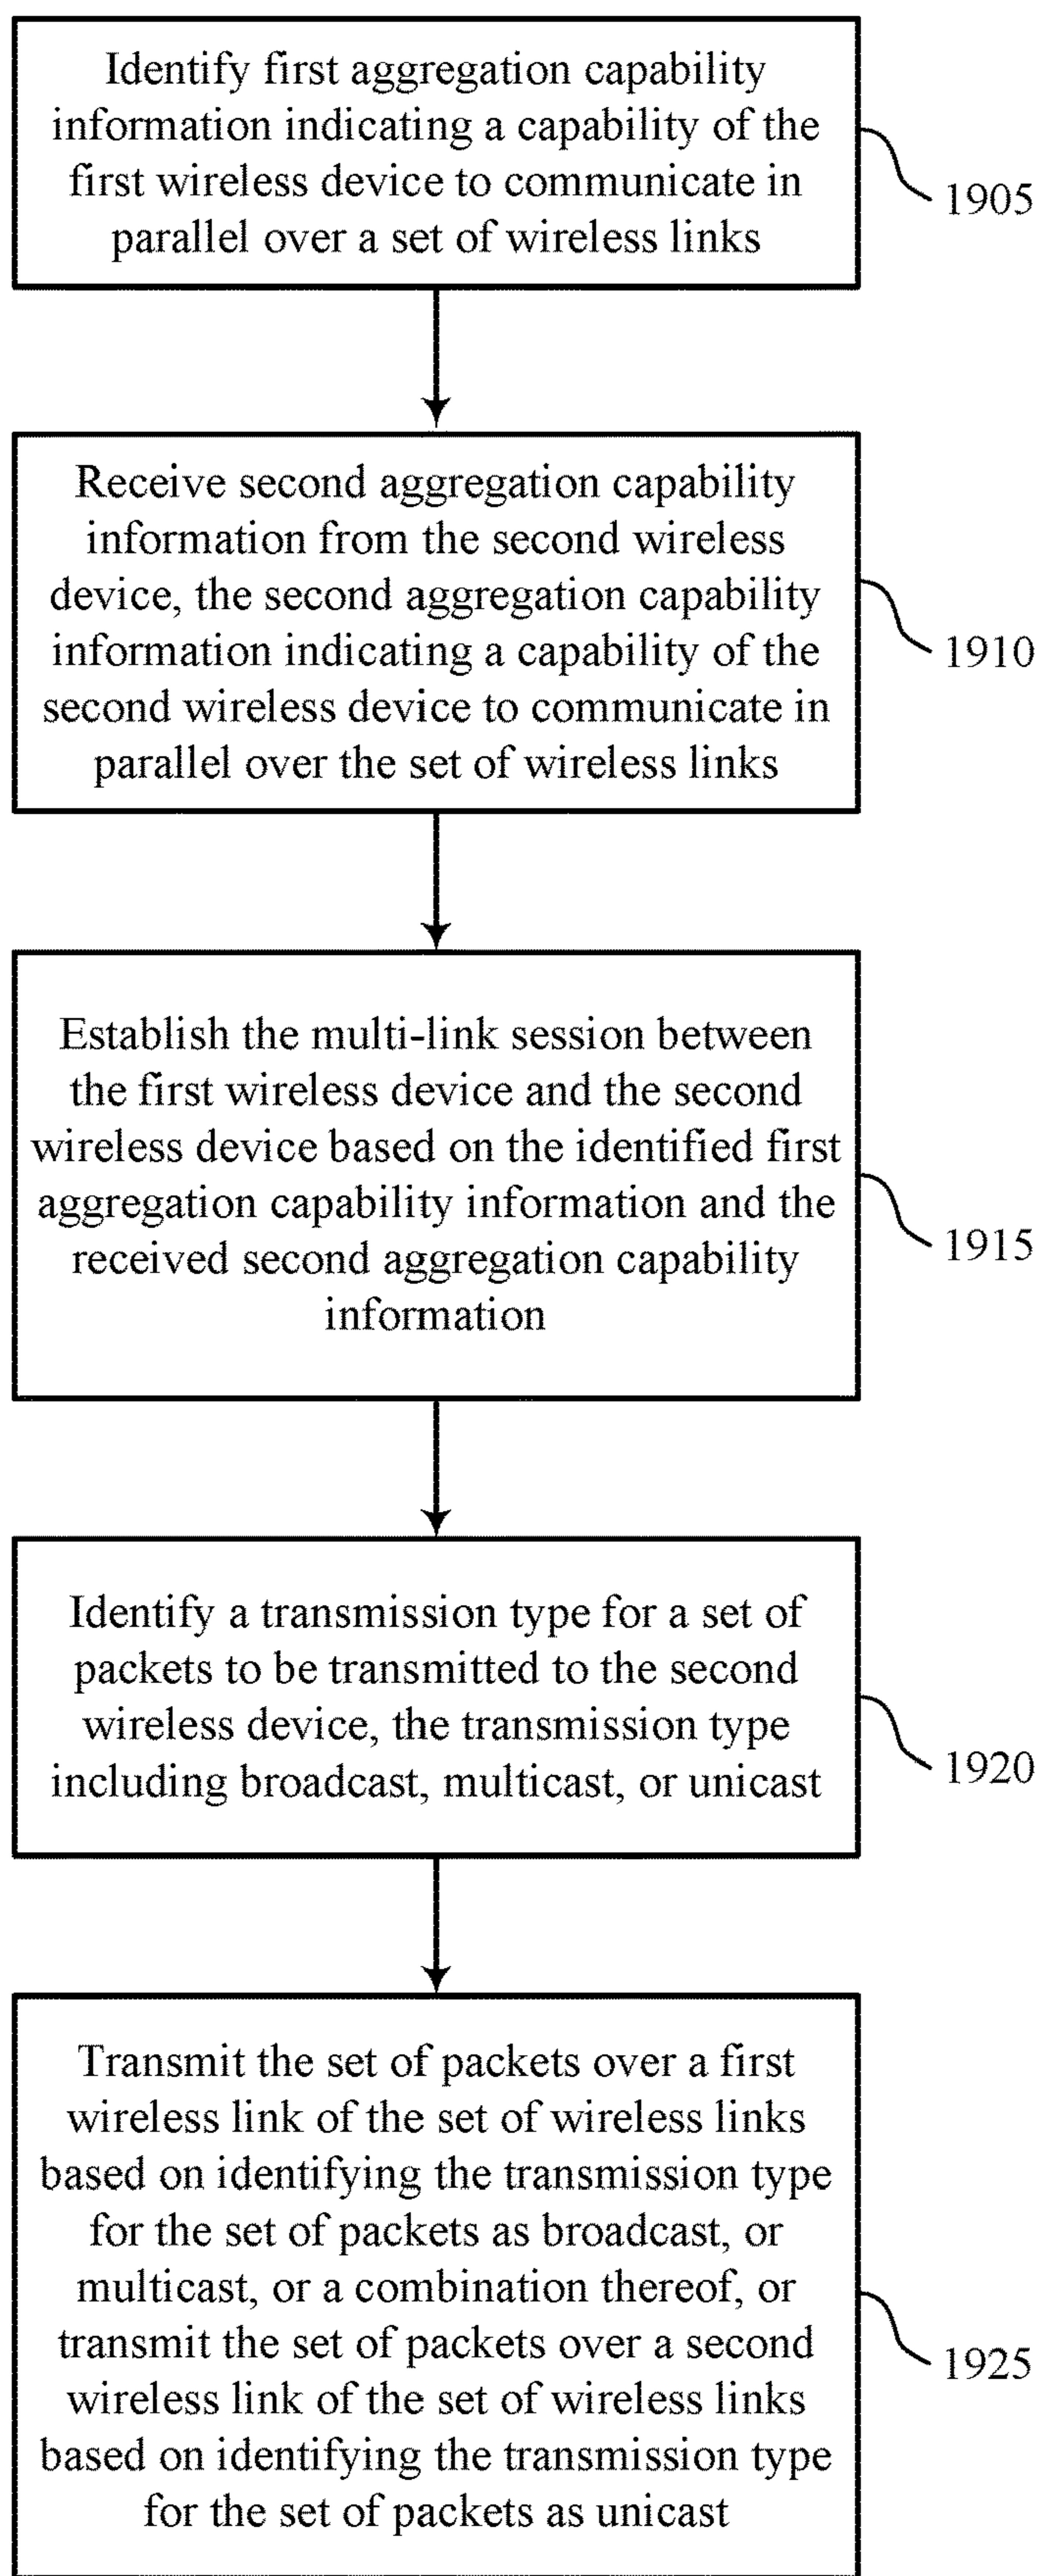 Identify first aggregation capability
information indicating a capability of the
first wireless device to communicate in
parallel over a set of wireless links
1905
Receive second aggregation capability
information from the second wireless
device, the second aggregation capability
information indicating a capability of the
second wireless device to communicate in
parallel over the set of wireless links
1910
Establish the multi-link session between
the first wireless device and the second
wireless device based on the identified first
aggregation capability information and the
received second aggregation capability
information
1915
Identify a transmission type for a set of
packets to be transmitted to the second
wireless device, the transmission type
including broadcast, multicast, or unicast
1920
Transmit the set of packets over a first
wireless link of the set of wireless links
based on identifying the transmission type
for the set of packets as broadcast, or
multicast, or a combination thereof, or
transmit the set of packets over a second
wireless link of the set of wireless links
based on identifying the transmission type
for the set of packets as unicast
1925